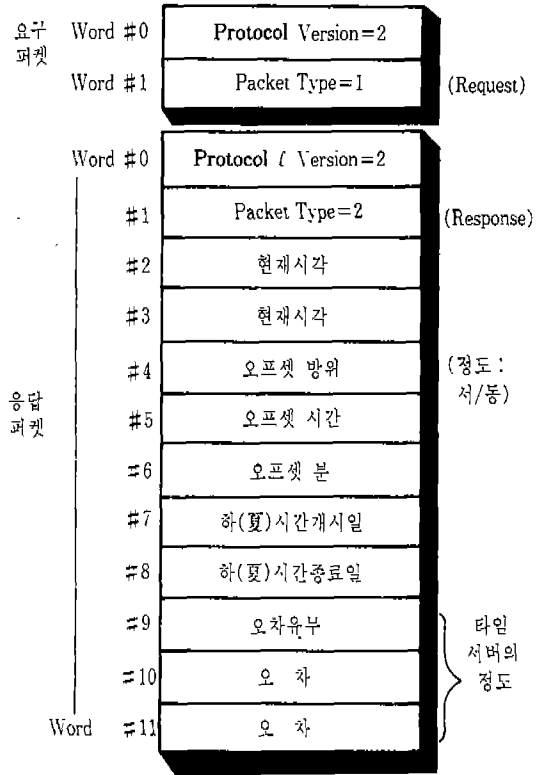 요구
퍼켓
Word #0 Protocol Version=2
Word #1 Packet Type=1 (Request)
Word #0 Protocol ( Version=2
#1 Packet Type=2 (Response)
#2 현재시각
#3 현재시각
#4 오프셋 방위 (정도:
서/동)
응답
퍼켓
#5 오프셋 시간
#6 오프셋 분
#7 하(夏)시간개시일
#8 하(夏)시간종료일
#9 오차유무
#10 오 차
Word #11 오 차
타임
서버의
정도